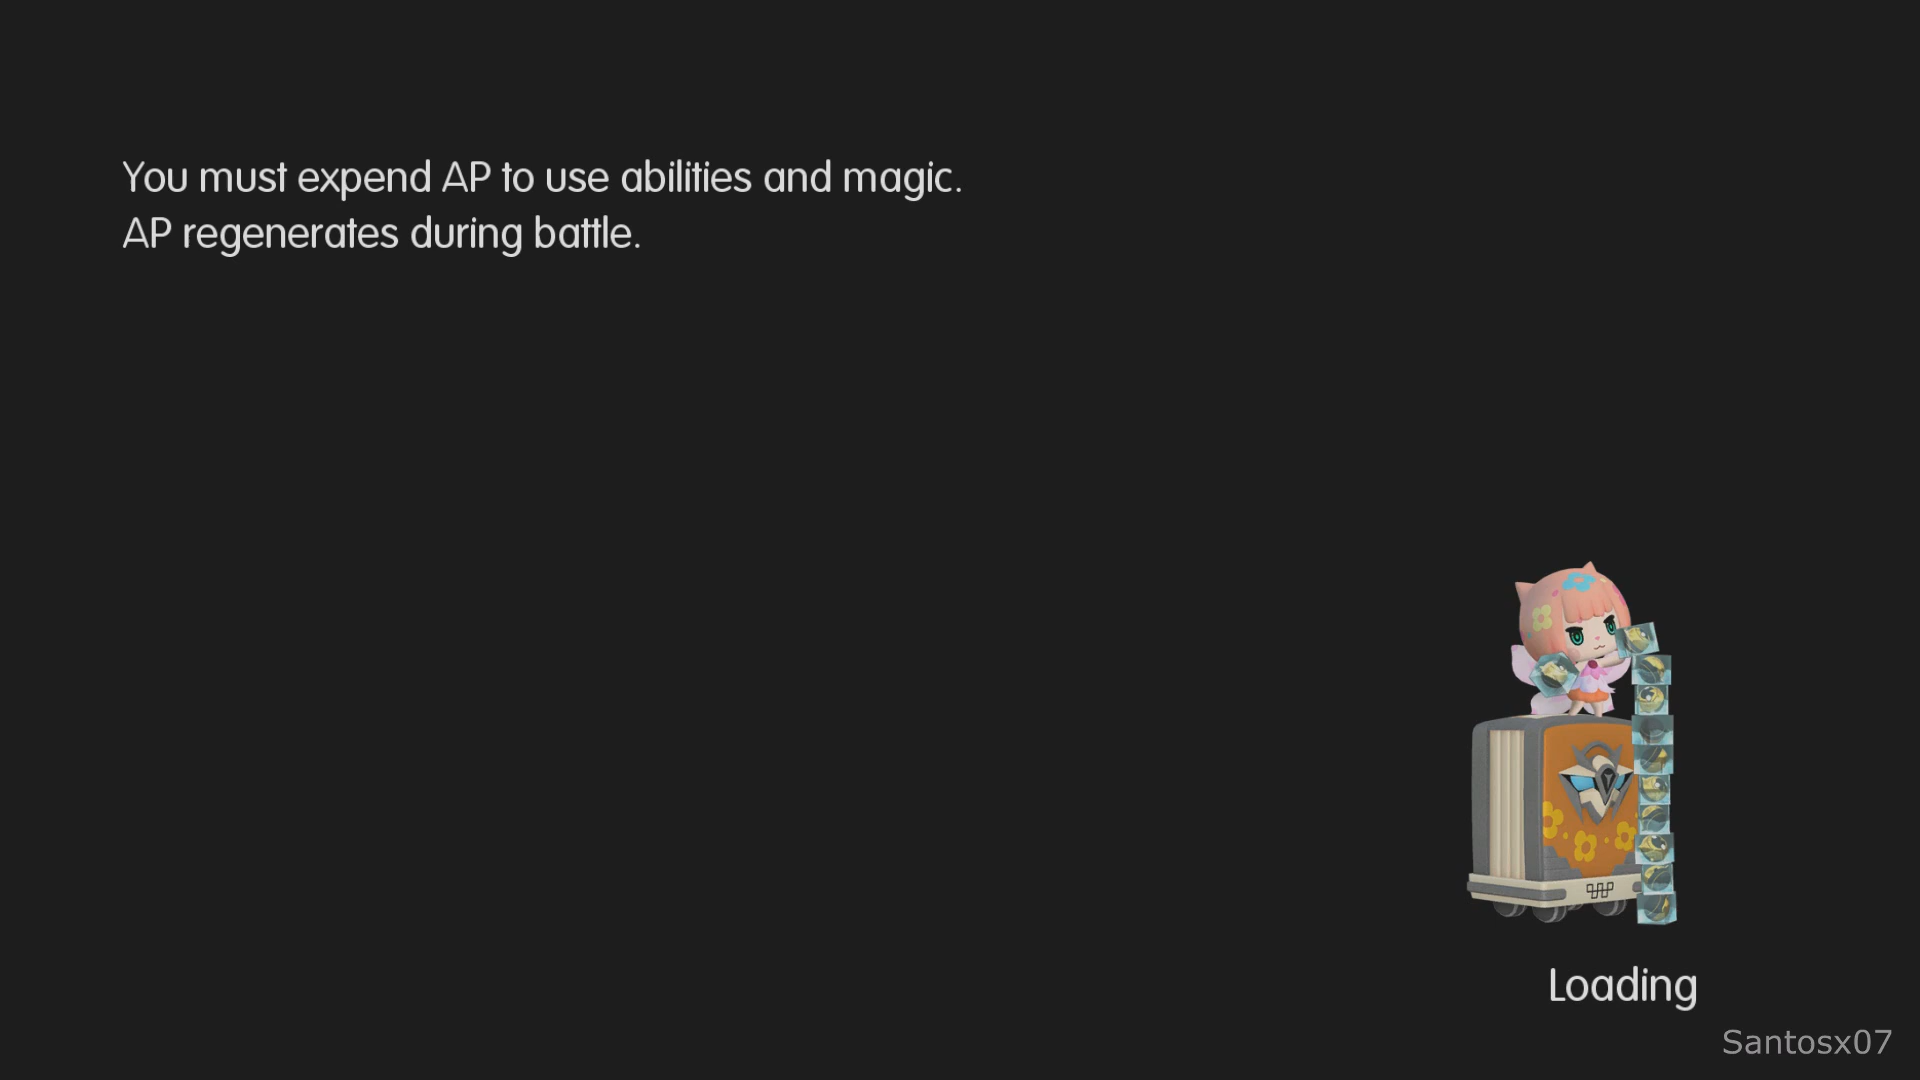 You must expend AP to use abilities and magic.
AP regenerates during battle.
Loading
Santosx07